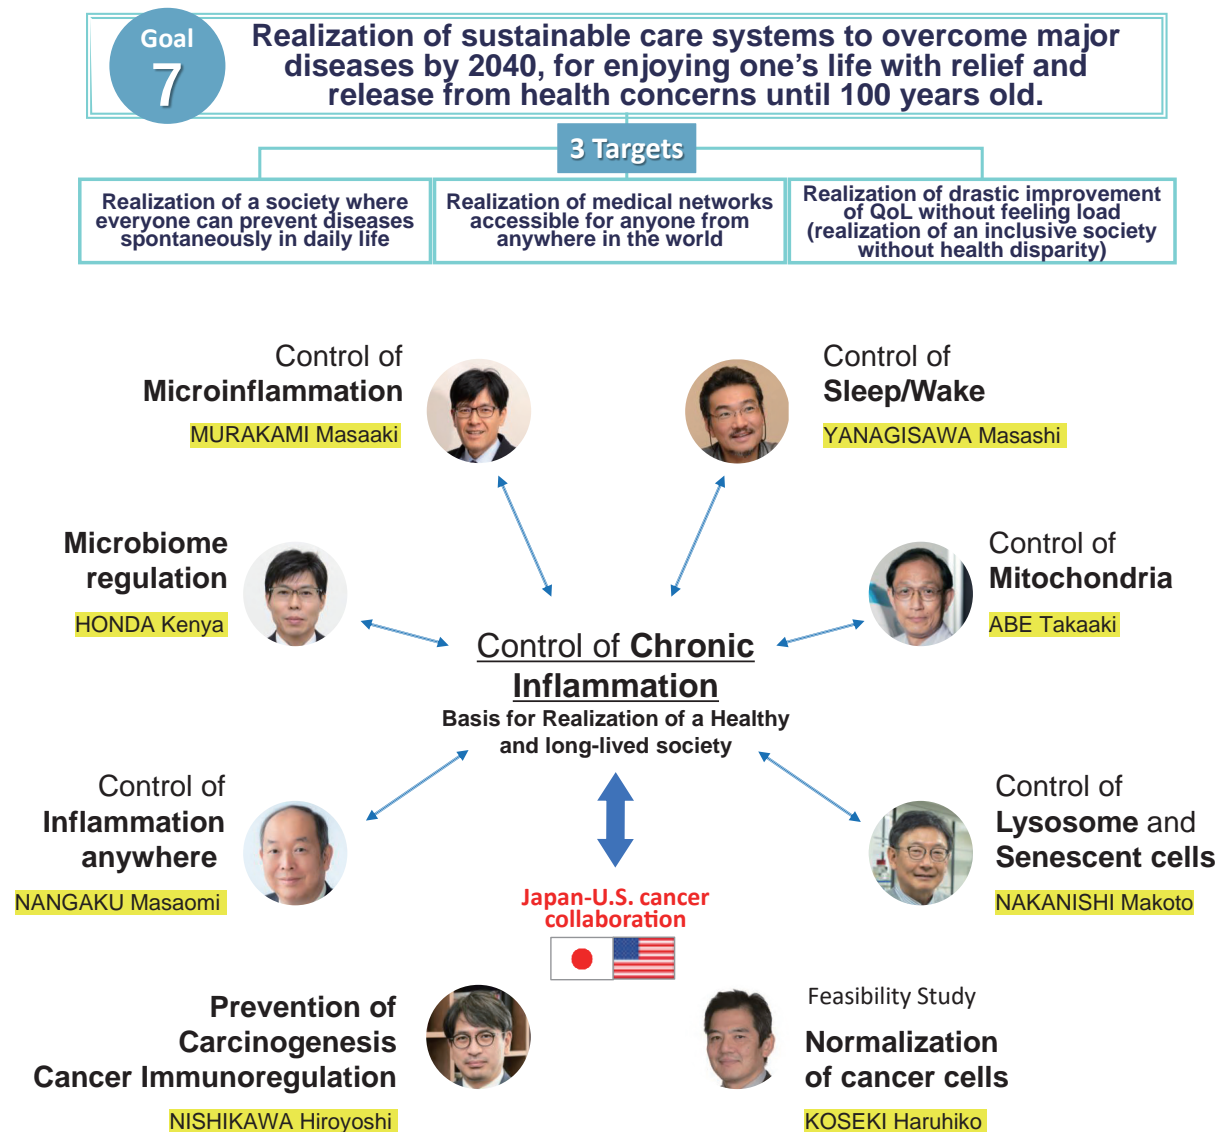 Goal
7
Realization of sustainable care systems to overcome major
diseases by 2040, for enjoying one’s life with relief and
release from health concerns until 100 years old.
3 Targets
Realization of a society where
everyone can prevent diseases
spontaneously in daily life
Realization of medical networks
accessible for anyone from
anywhere in the world
Realization of drastic improvement
of QoL without feeling load
(realization of an inclusive society
without health disparity)
Control of
Microinflammation
MURAKAMI Masaaki
Control of
Sleep/Wake
YANAGISAWA Masashi
Microbiome
regulation
HONDA Kenya
Control of
Mitochondria
ABE Takaaki
Control of Chronic
Inflammation
Basis for Realization of a Healthy
and long-lived society
Control of
Inflammation
anywhere
NANGAKU Masaomi
Control of
Lysosome and
Senescent cells
NAKANISHI Makoto
Japan-U.S. cancer
collaboration
Prevention of
Carcinogenesis
Cancer Immunoregulation
NISHIKAWA Hiroyoshi
Feasibility Study
Normalization
of cancer cells
KOSEKI Haruhiko